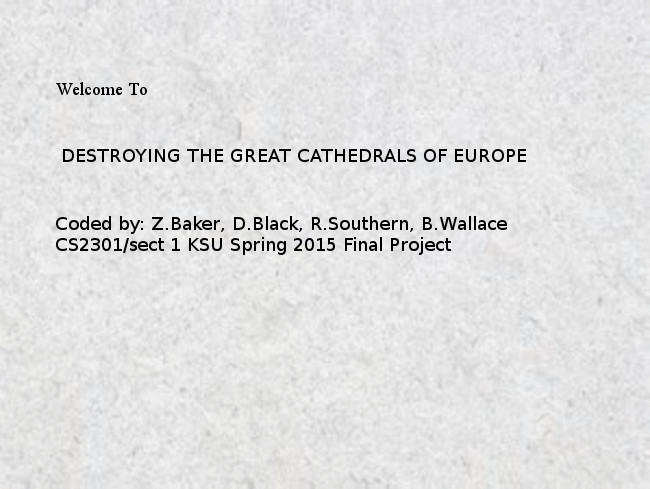 Welcome To
DESTROYING THE GREAT CATHEDRALS OF EUROPE
Coded by: Z.Baker, D.Black, R.Southern, B.Wallace
CS2301/sect 1 KSU Spring 2015 Final Project